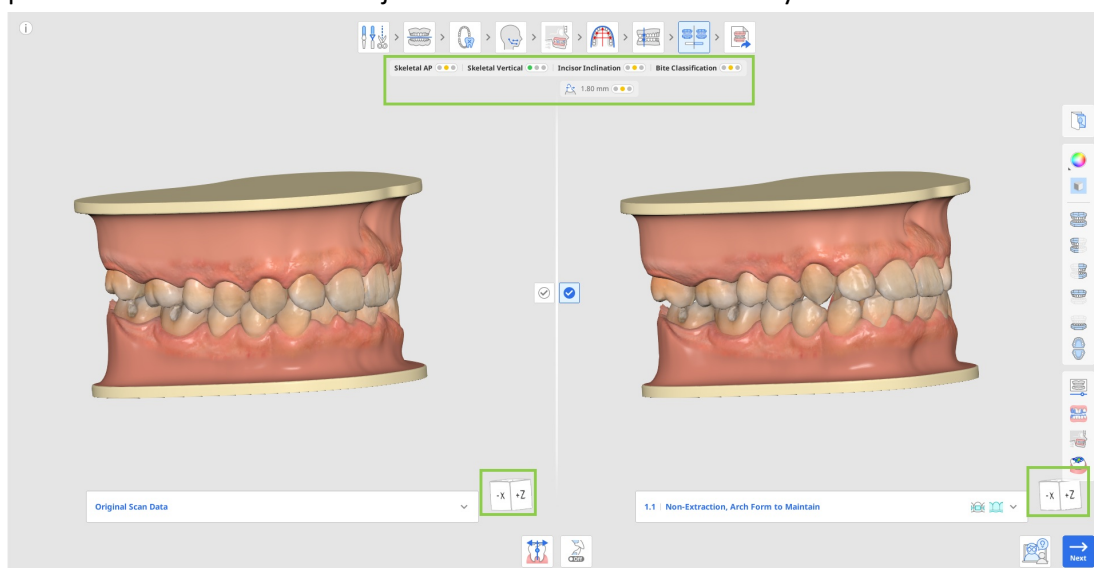 Skeletal AP Skeletal Vertical Incisor Inclination Bite Classification
1.80 mm
-X +Z
-X +Z
Original Scan Data
1.1 | Non-Extraction, Arch Form to Maintain
OFF
Next